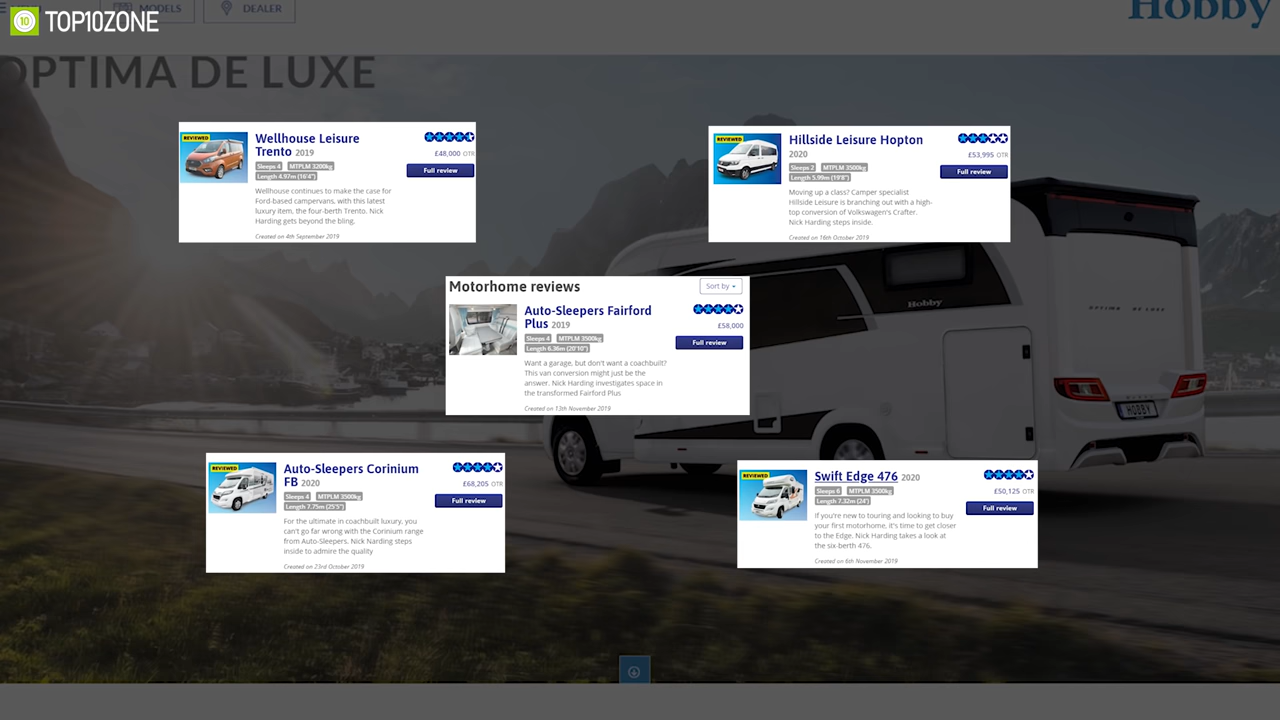 MODELS
DEALER
Hobby
10 TOP10ZONE
OPTIMA DE LUXE
REVIEWED
Wellhouse Leisure
Trento 2019
£48,000 OTR
Sleeps 4 MTPLM 3200kg
Length 4.97m (16'4")
Full review
Wellhouse continues to make the case for
Ford-based campervans, with this latest
luxury item, the four-berth Trento. Nick
Harding gets beyond the bling.
Created on 4th September 2019
REVIEWED
Hillside Leisure Hopton
2020
£53,995 OTR
Sleeps 2 MTPLM 3500kg
Length 5.99m (19'8")
Full review
Moving up a class? Camper specialist
Hillside Leisure is branching out with a high-
top conversion of Volkswagen's Crafter.
Nick Harding steps inside.
Created on 16th October 2019
Motorhome reviews
Sort by
Auto-Sleepers Fairford
Plus 2019
£58,000
Sleeps 4 MTPLM 3500kg
Length 6.36m (20'10")
Full review
Want a garage, but don't want a coachbuilt?
This van conversion might just be the
answer. Nick Harding investigates space in
the transformed Fairford Plus
Created on 13th November 2019
Hobby
OPTIMA DE LUXE
HOBBY
REVIEWED
Auto-Sleepers Corinium
FB 2020
£68,205 OTR
Sleeps 4 MTPLM 3500kg
Length 7.75m (25'5")
Full review
For the ultimate in coachbuilt luxury, you
can't go far wrong with the Corinium range
from Auto-Sleepers. Nick Narding steps
inside to admire the quality
Created on 23rd October 2019
REVIEWED
Swift Edge 476 2020
£50,125 OTR
Sleeps 6 MTPLM 3500kg
Length 7.32m (24')
Full review
If you're new to touring and looking to buy
your first motorhome, it's time to get closer
to the Edge. Nick Harding takes a look at
the six-berth 476.
Created on 6th November 2019